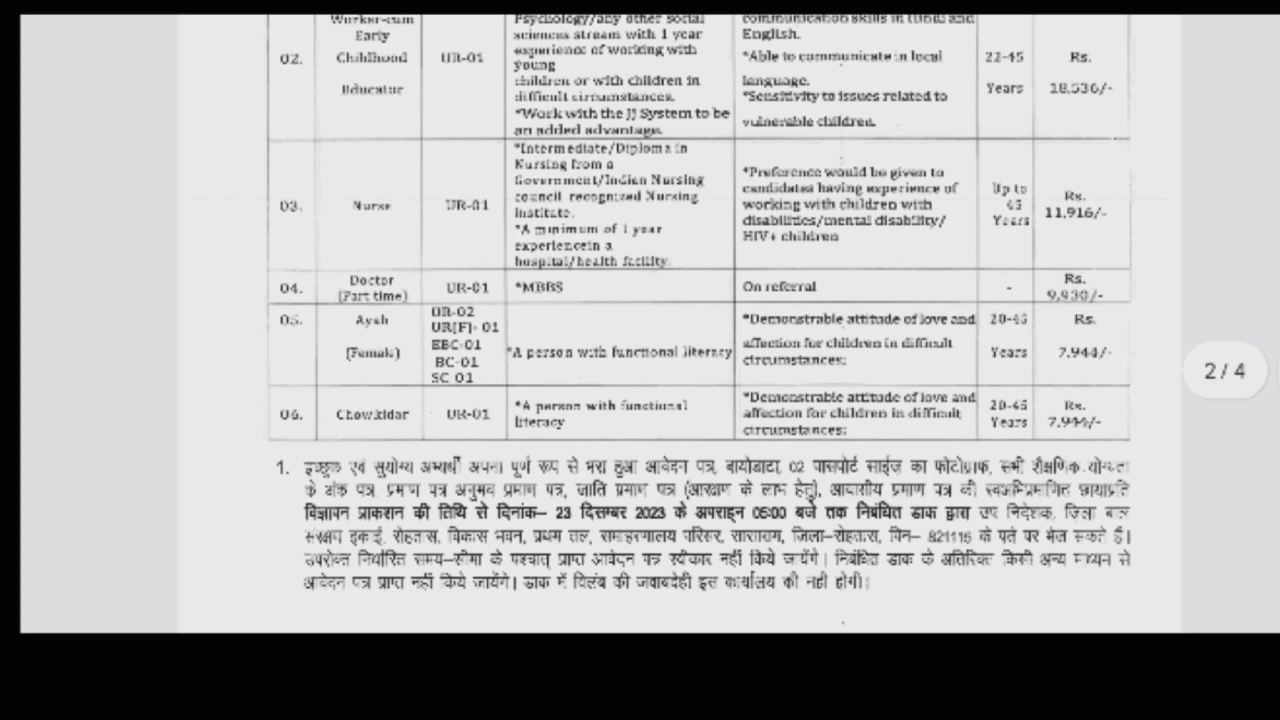 Worker-cum
Early
02. Childhood UR-01
Educator
Psychology/any other social
sciences stream with 1 year
experience of working with
young
children or with children in
difficult circumstances.
*Work with the JJ System to be
an added advantage.
communication skills in Hindi and
English.
*Able to communicate in local
language.
*Sensitivity to issues related to
vulnerable children.
22-45
Years
Rs.
18,536/-
03. Nurse UR-01
*Intermediate/Diploma in
Nursing from a
Government/Indian Nursing
council recognized Nursing
institute.
*A minimum of 1 year
experiencein a
hospital/health facility.
*Preference would be given to
candidates having experience of
working with children with
disabilities/mental disability/
HIV+ children
Up to
45
Years
Rs.
11,916/-
04. Doctor
(Part time) UR-01 *MBBS On referral -
Rs.
9,930/-
05. Ayah
(Female)
UR-02
UR(F)- 01
EBC-01
BC-01
SC-01
*A person with functional literacy
*Demonstrable attitude of love and
affection for children in difficult
circumstances;
20-45
Years
Rs.
7,944/-
06. Chowkidar UR-01
*A person with functional
literacy
*Demonstrable attitude of love and
affection for children in difficult
circumstances;
20-45
Years
Rs.
7,944/-
2 / 4
1. इच्छुक एवं सुयोग्य अभ्यर्थी अपना पूर्ण रूप से भरा हुआ आवेदन पत्र, बायोडाटा, 02 पासपोर्ट साईज का फोटोग्राफ, सभी शैक्षणिक योग्यता
के अंक पत्र, प्रमाण पत्र अनुभव प्रमाण पत्र, जाति प्रमाण पत्र (आरक्षण के लाभ हेतु), आवासीय प्रमाण पत्र की स्वअभिप्रमाणित छायाप्रति
विज्ञापन प्राकशन की तिथि से दिनांक– 23 दिसम्बर 2023 के अपराह्न 05:00 बजे तक निबंधित डाक द्वारा उप निदेशक, जिला बाल
संरक्षण इकाई, रोहतास, विकास भवन, प्रथम तल, समाहरणालय परिसर, सासाराम, जिला–रोहतास, पिन– 821115 के पते पर भेज सकते हैं।
उपरोक्त निर्धारित समय–सीमा के पश्चात् प्राप्त आवेदन पत्र स्वीकार नहीं किये जायेंगे। निबंधित डाक के अतिरिक्त किसी अन्य माध्यम से
आवेदन पत्र प्राप्त नहीं किये जायेंगे। डाक में विलंब की जवाबदेही इस कार्यालय की नही होगी।